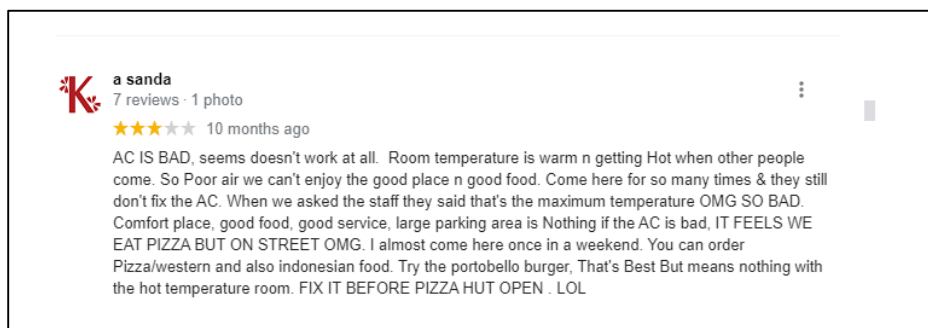 K
a sanda
7 reviews · 1 photo
10 months ago
AC IS BAD, seems doesn't work at all.  Room temperature is warm n getting Hot when other people
come. So Poor air we can't enjoy the good place n good food. Come here for so many times & they still
don't fix the AC. When we asked the staff they said that's the maximum temperature OMG SO BAD.
Comfort place, good food, good service, large parking area is Nothing if the AC is bad, IT FEELS WE
EAT PIZZA BUT ON STREET OMG. I almost come here once in a weekend. You can order
Pizza/western and also indonesian food. Try the portobello burger, That's Best But means nothing with
the hot temperature room. FIX IT BEFORE PIZZA HUT OPEN . LOL